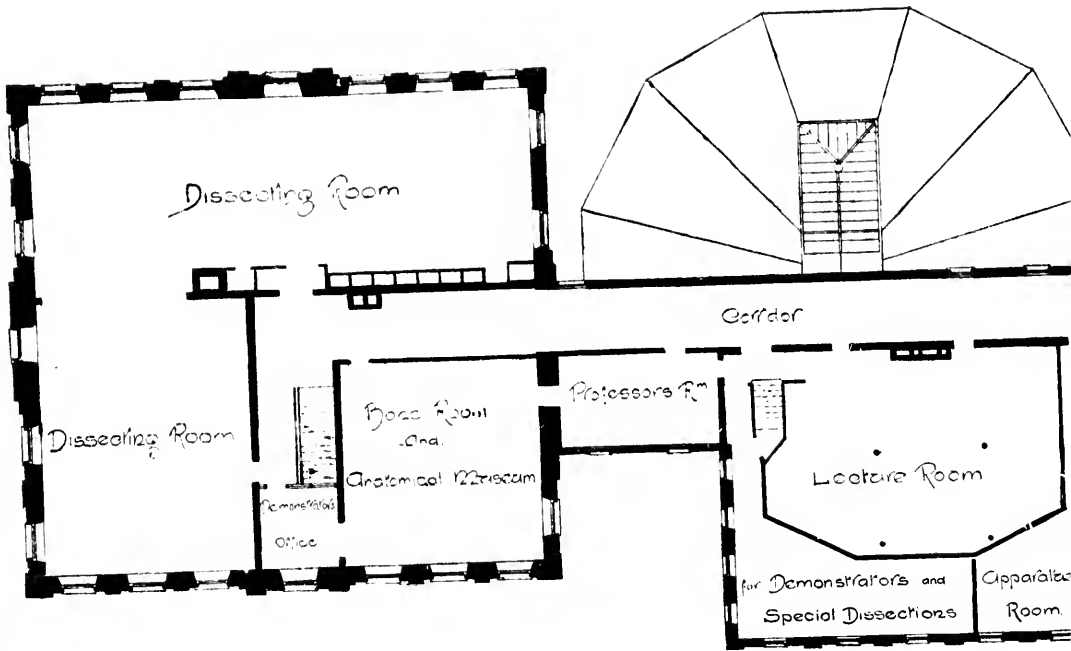 Dissecting Room
Corridor
Professors Rm
Bone Room
And.
Anatomical Museum
Dissecting Room
Lecture Room
Demonstrators
Office
for Demonstrators and
Special Dissections
Apparatus
Room.